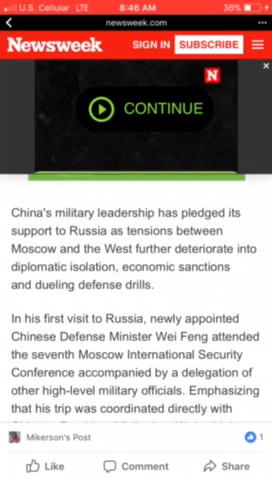 U.S. Cellular LTE 8:46 AM 36%
newsweek.com
Newsweek SIGN IN SUBSCRIBE
N
CONTINUE
China's military leadership has pledged its
support to Russia as tensions between
Moscow and the West further deteriorate into
diplomatic isolation, economic sanctions
and dueling defense drills.
In his first visit to Russia, newly appointed
Chinese Defense Minister Wei Feng attended
the seventh Moscow International Security
Conference accompanied by a delegation of
other high-level military officials. Emphasizing
that his trip was coordinated directly with
Mikerson's Post 1
Like Comment Share